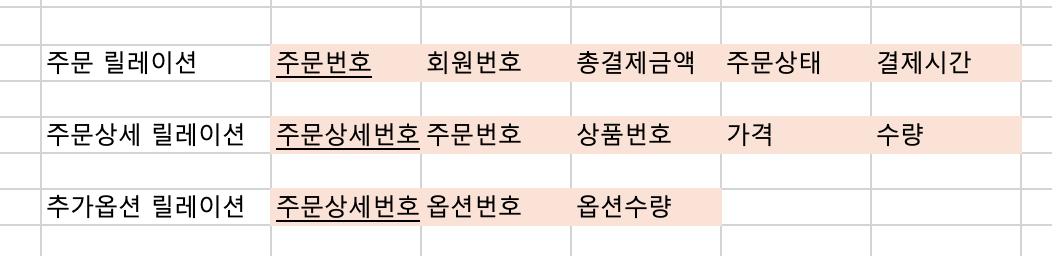 주문 릴레이션 주문번호 회원번호 총결제금액 주문상태 결제시간
주문상세 릴레이션 주문상세번호 주문번호 상품번호 가격 수량
추가옵션 릴레이션 주문상세번호 옵션번호 옵션수량